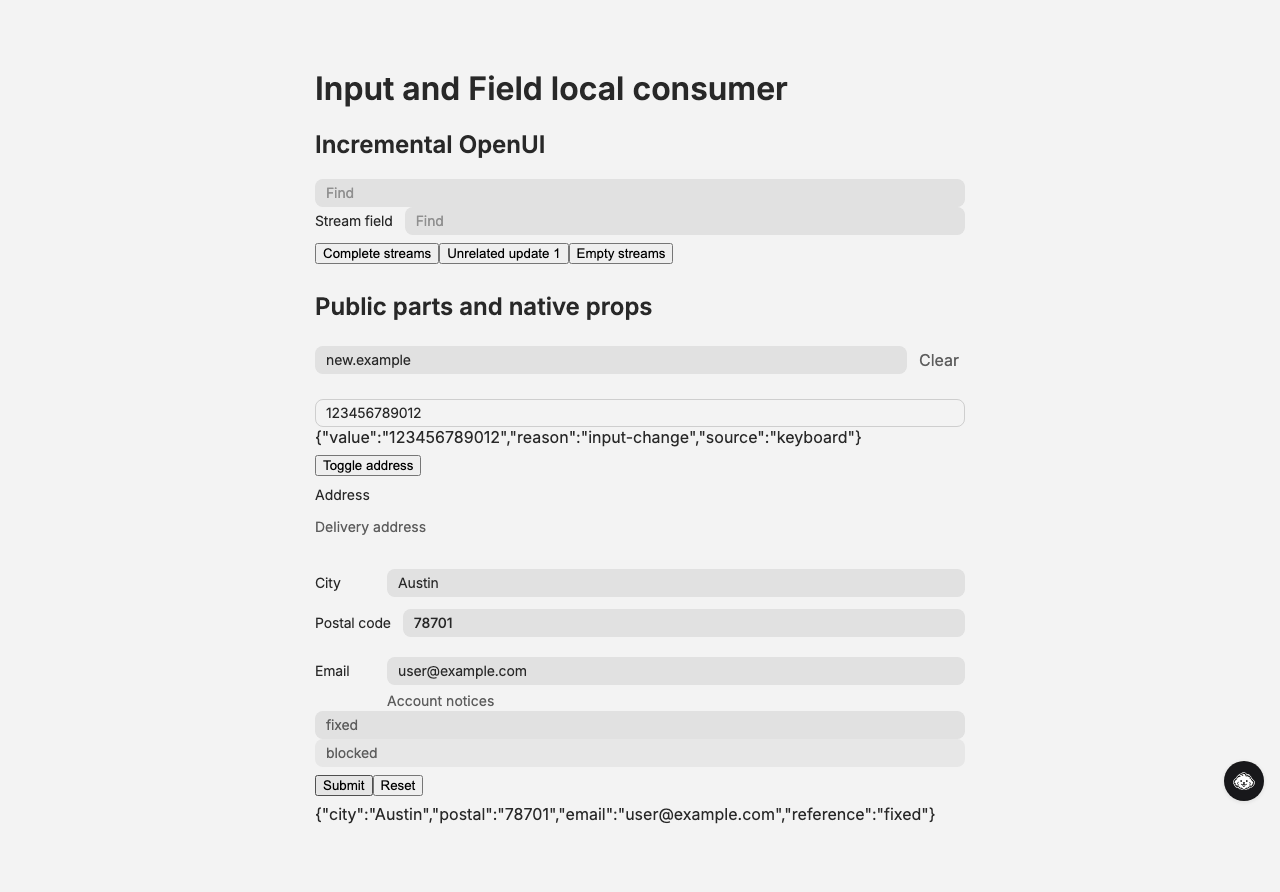 Input and Field local consumer
Incremental OpenUI
Find
Stream field Find
Complete streams Unrelated update 1 Empty streams
Public parts and native props
new.example Clear
123456789012
{"value":"123456789012","reason":"input-change","source":"keyboard"}
Toggle address
Address
Delivery address
City Austin
Postal code 78701
Email user@example.com
Account notices
fixed
blocked
Submit Reset
{"city":"Austin","postal":"78701","email":"user@example.com","reference":"fixed"}